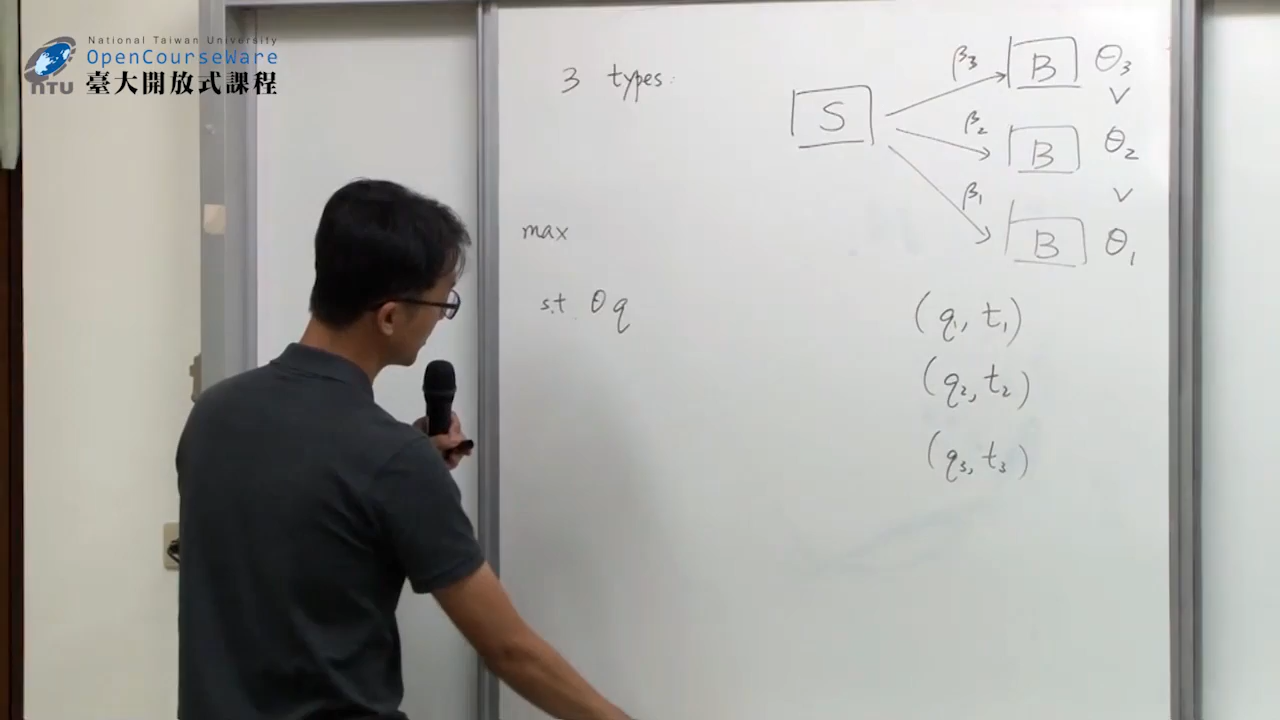 National Taiwan University
OpenCourseWare
臺大開放式課程
NTU
3 types:
S
β₃
B
θ₃
∨
β₂
B
θ₂
∨
β₁
B
θ₁
max
s.t. θq
(q₁, t₁)
(q₂, t₂)
(q₃, t₃)